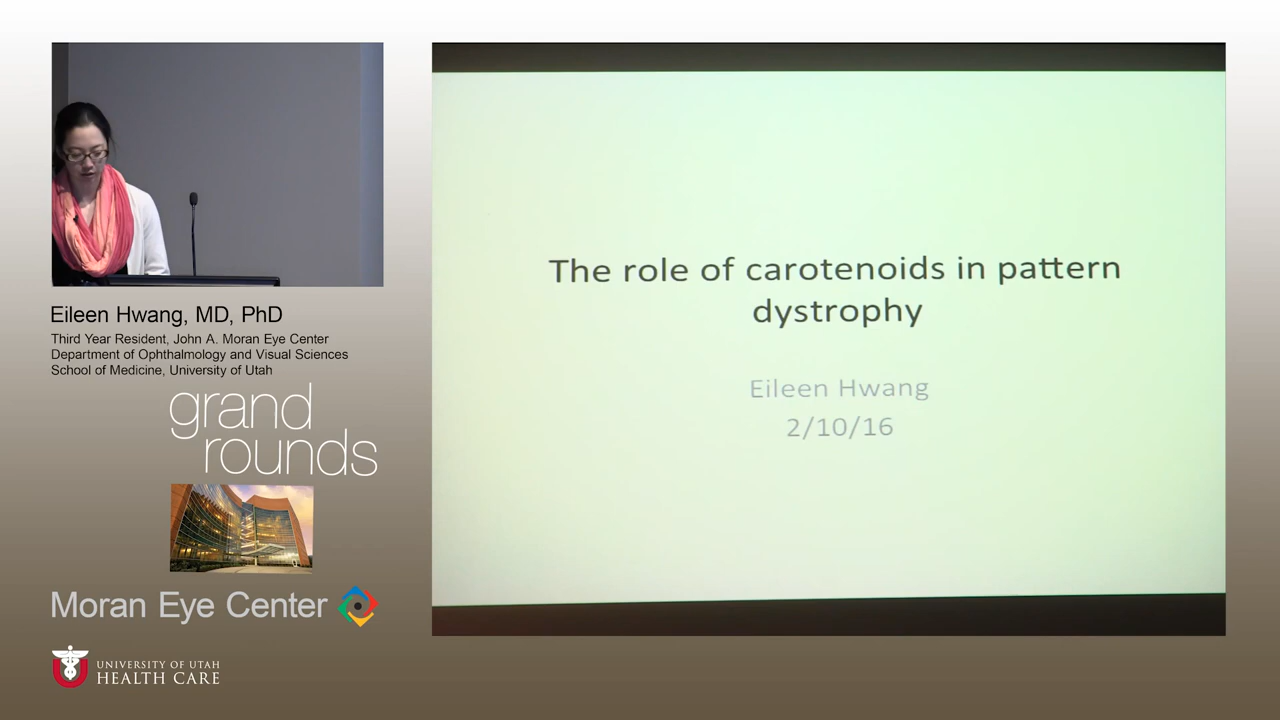 Eileen Hwang, MD, PhD
Third Year Resident, John A. Moran Eye Center
Department of Ophthalmology and Visual Sciences
School of Medicine, University of Utah
grand
rounds
Moran Eye Center
UNIVERSITY OF UTAH
HEALTH CARE
The role of carotenoids in pattern
dystrophy
Eileen Hwang
2/10/16